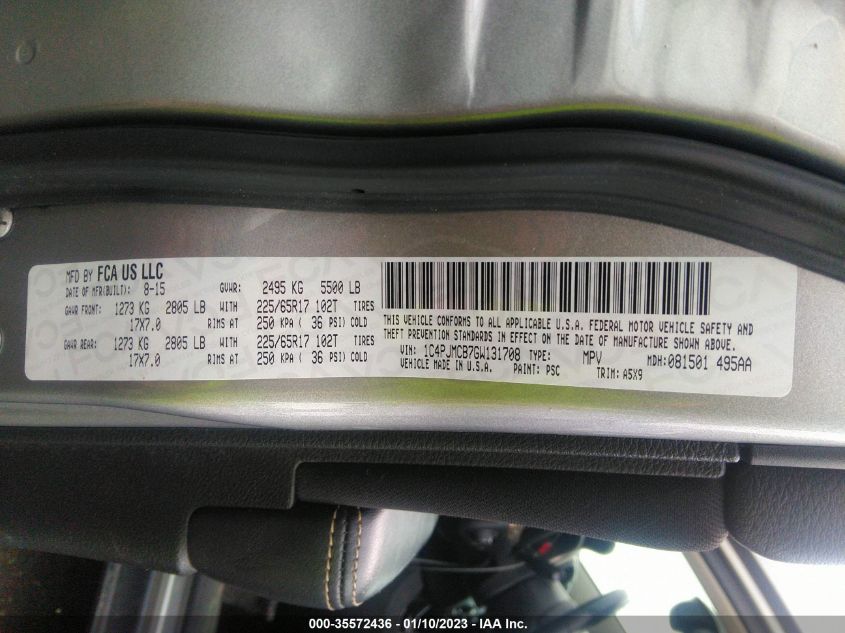 MFD BY FCA US LLC
DATE OF MFR(BUILT): 8-15 GVWR: 2495 KG 5500 LB
GAWR FRONT: 1273 KG 2805 LB WITH 225/65R17 102T TIRES
17X7.0 RIMS AT 250 KPA ( 36 PSI) COLD
GAWR REAR: 1273 KG 2805 LB WITH 225/65R17 102T TIRES
17X7.0 RIMS AT 250 KPA ( 36 PSI) COLD
THIS VEHICLE CONFORMS TO ALL APPLICABLE U.S.A. FEDERAL MOTOR VEHICLE SAFETY AND
THEFT PREVENTION STANDARDS IN EFFECT ON THE DATE OF MANUFACTURE SHOWN ABOVE.
VIN: 1C4PJMCB7GW131708 TYPE: MPV MDH: 081501 495AA
VEHICLE MADE IN U.S.A. PAINT: PSC TRIM: A5X9
000-35572436 - 01/10/2023 - IAA Inc.